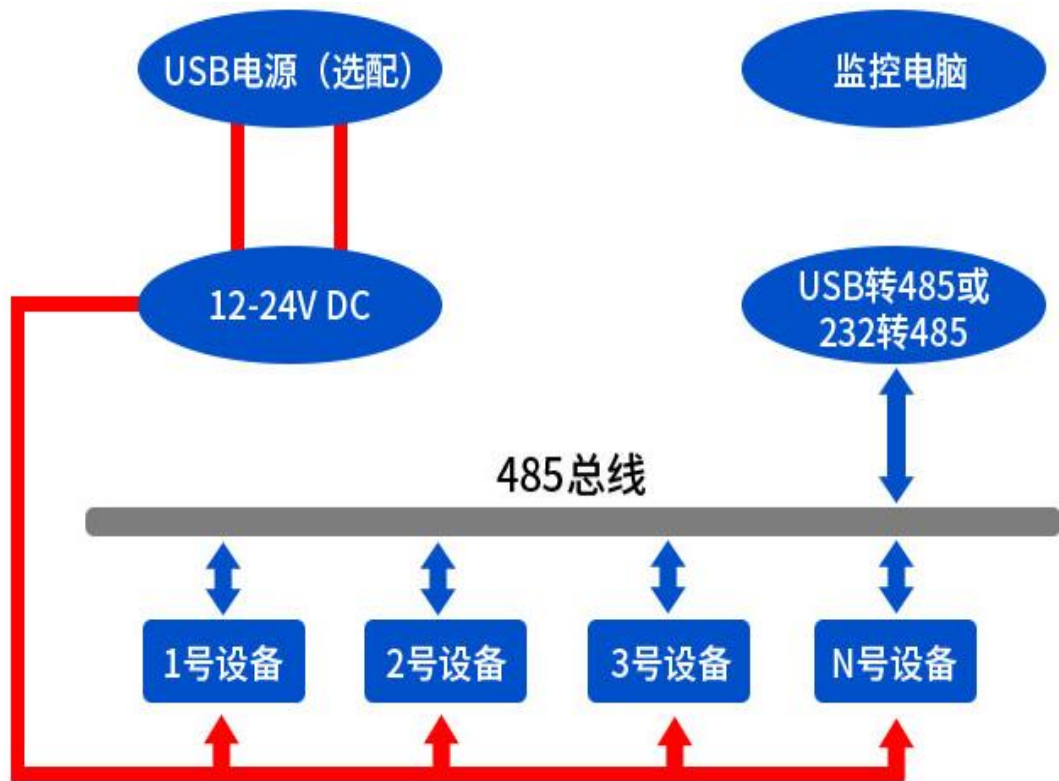 USB电源（选配）
监控电脑
12-24V DC
USB转485或
232转485
485总线
1号设备
2号设备
3号设备
N号设备